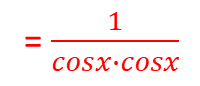 = 1 / cosx·cosx